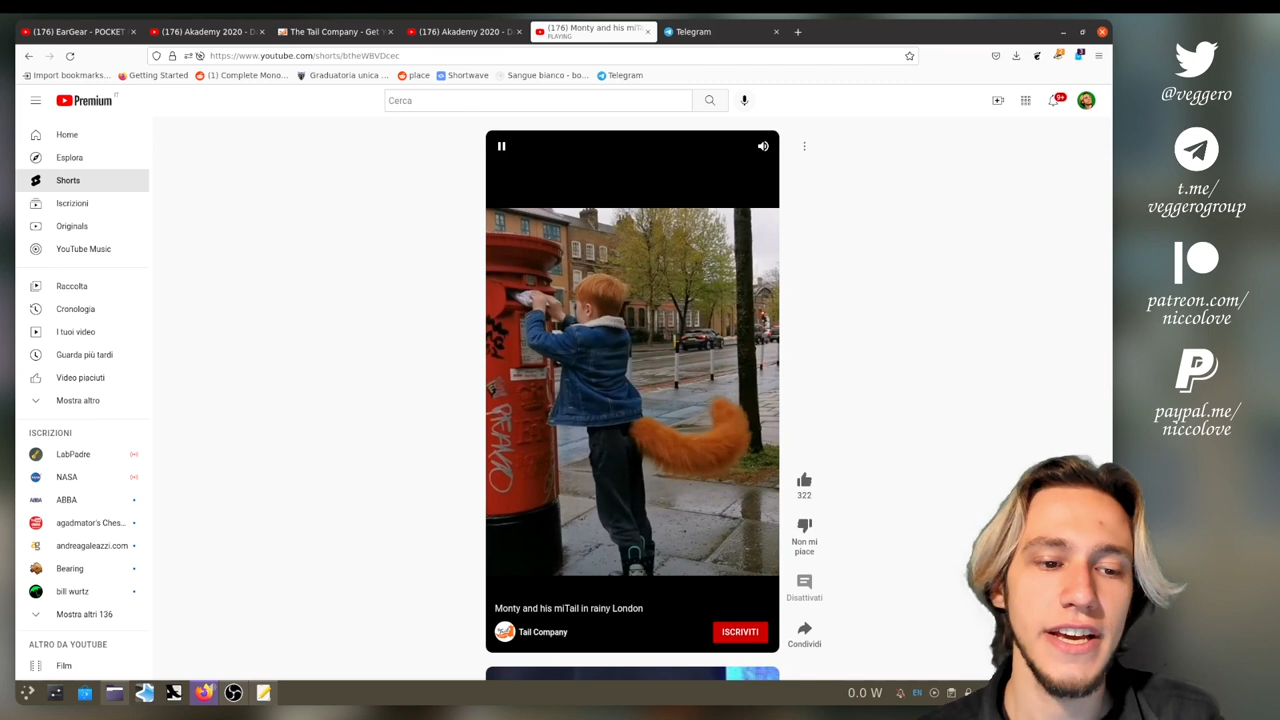 (176) EarGear - POCKET
(176) Akademy 2020 - D
The Tail Company - Get Y
(176) Akademy 2020 - D
(176) Monty and his miTa
PLAYING
Telegram
https://www.youtube.com/shorts/btheWBVDcec
Import bookmarks...
Getting Started
(1) Complete Mono...
Graduatoria unica ...
place
Shortwave
Sangue bianco - bo...
Telegram
Premium IT
Cerca
9+
Home
Esplora
Shorts
Iscrizioni
Originals
YouTube Music
Raccolta
Cronologia
I tuoi video
Guarda più tardi
Video piaciuti
Mostra altro
ISCRIZIONI
LabPadre
NASA
ABBA
agadmator's Ches...
andreagaleazzi.com
Bearing
bill wurtz
Mostra altri 136
ALTRO DA YOUTUBE
Film
322
Non mi
piace
Disattivati
Condividi
Monty and his miTail in rainy London
Tail Company
ISCRIVITI
0.0 W
EN
@veggero
t.me/
veggerogroup
patreon.com/
niccolove
paypal.me/
niccolove